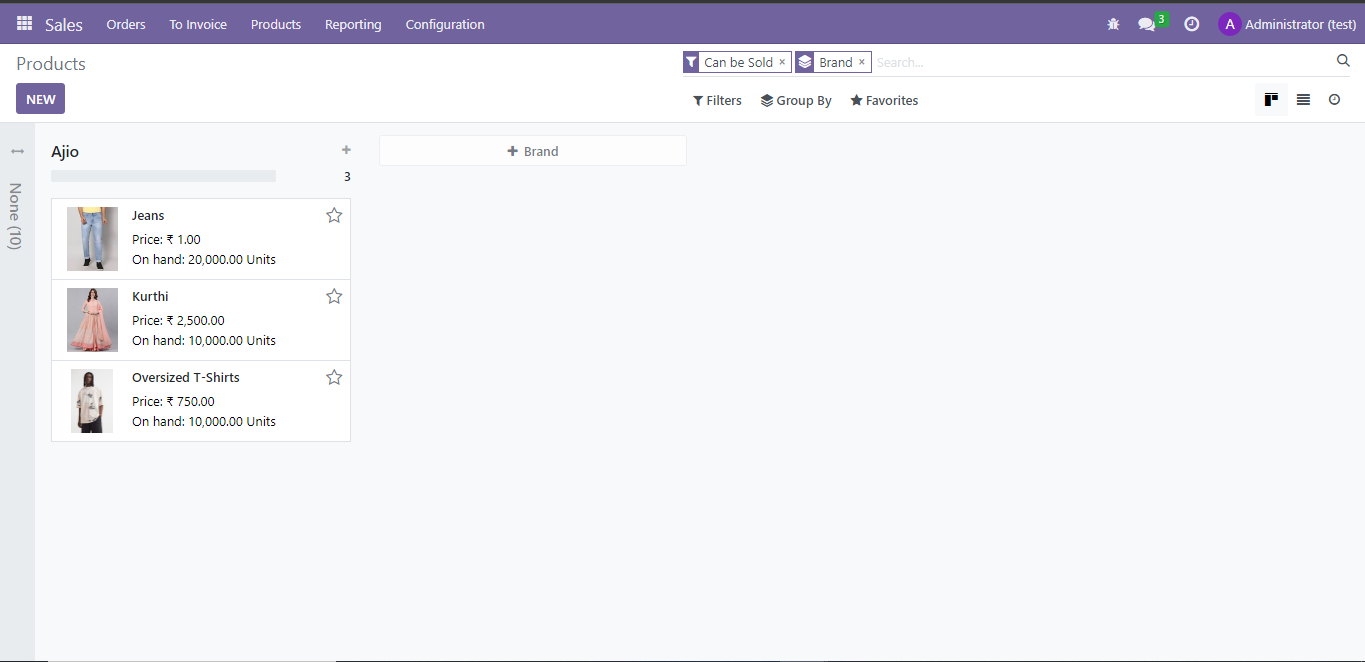 Sales Orders To Invoice Products Reporting Configuration 3 A Administrator (test)
Products
Can be Sold × Brand × Search...
NEW
Filters Group By Favorites
None (10)
Ajio +
3
+ Brand
Jeans
Price: ₹ 1.00
On hand: 20,000.00 Units
Kurthi
Price: ₹ 2,500.00
On hand: 10,000.00 Units
Oversized T-Shirts
Price: ₹ 750.00
On hand: 10,000.00 Units